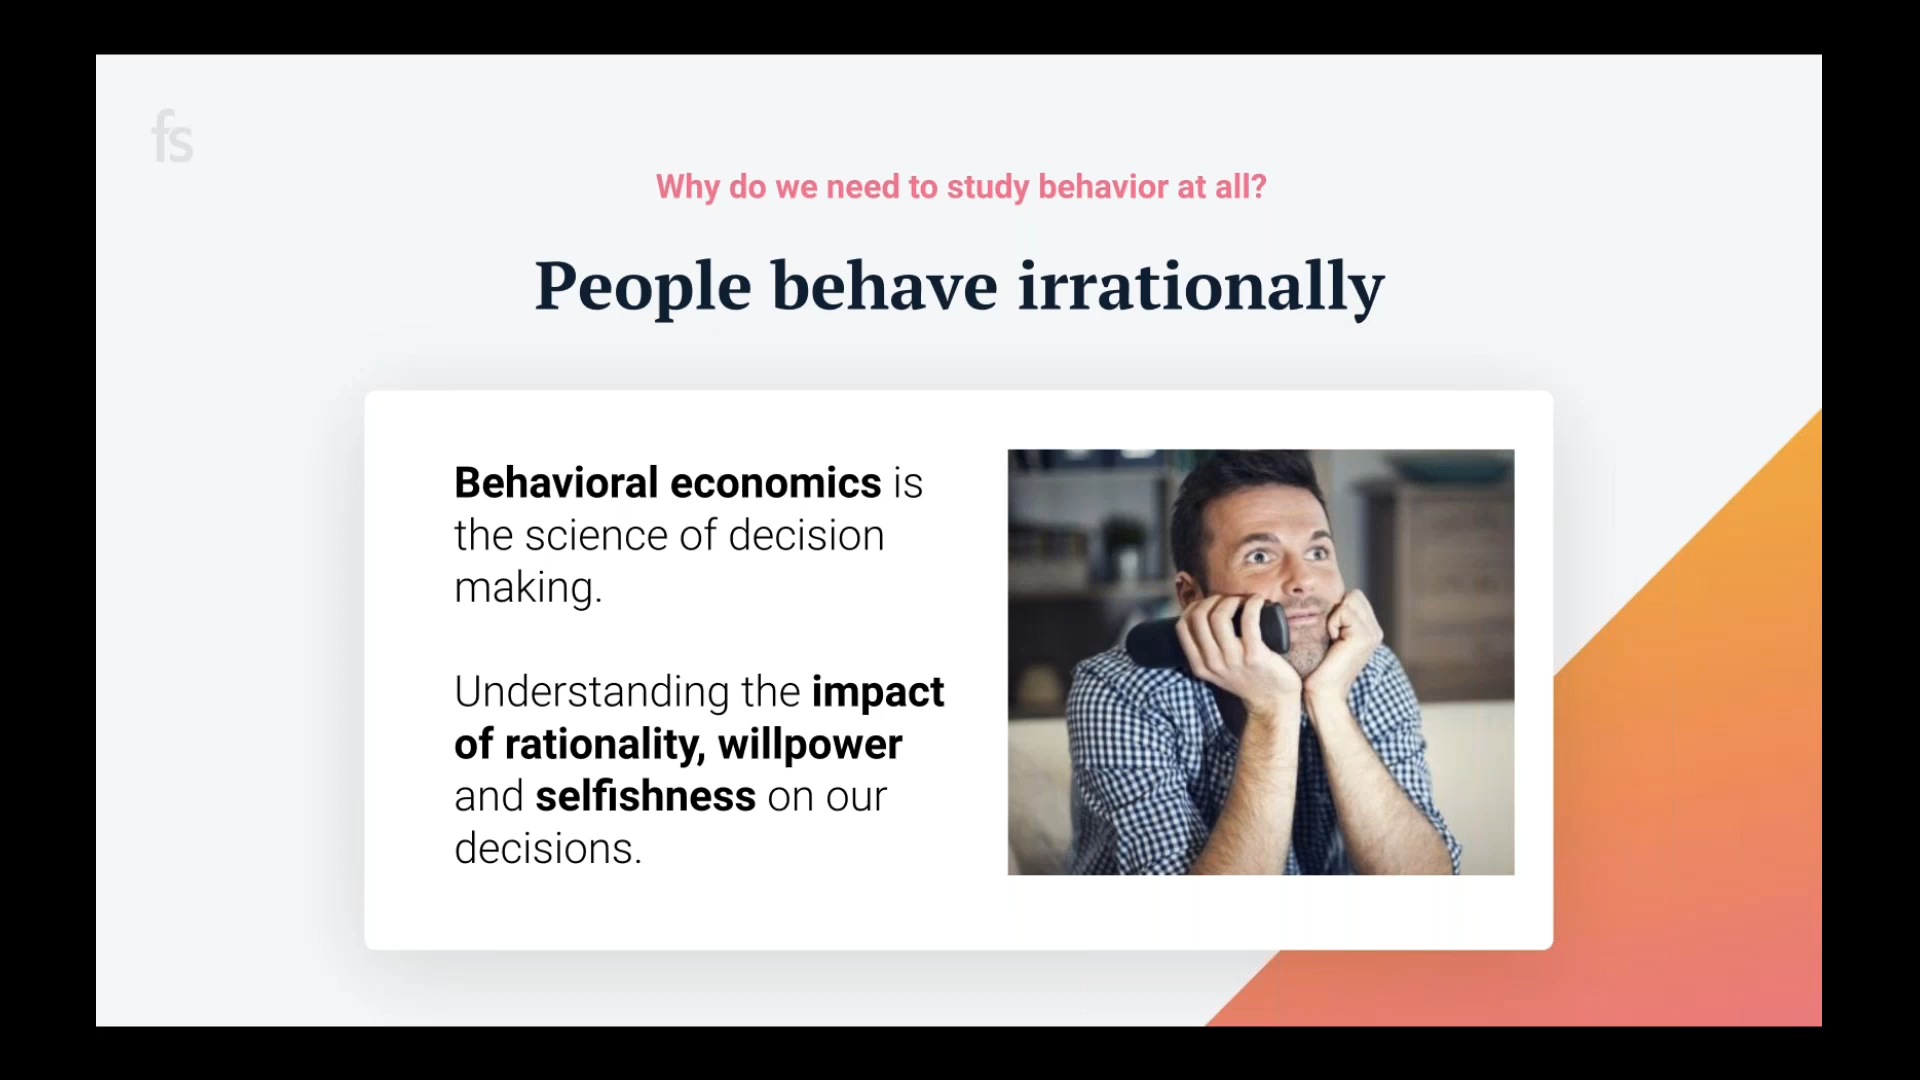 fs
Why do we need to study behavior at all?
People behave irrationally
Behavioral economics is
the science of decision
making.
Understanding the impact
of rationality, willpower
and selfishness on our
decisions.